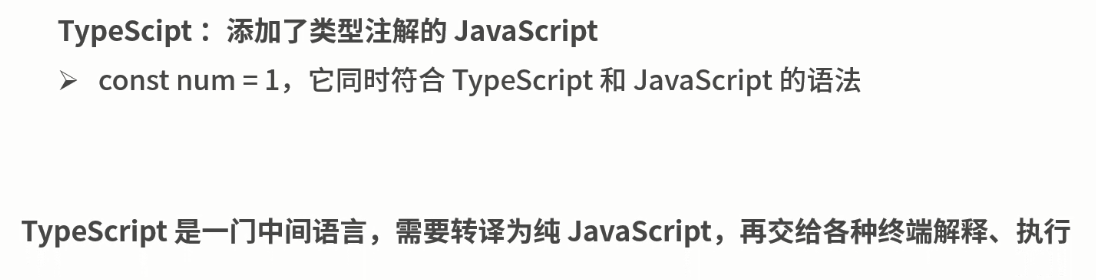 TypeScipt ：添加了类型注解的 JavaScript
➢ const num = 1，它同时符合 TypeScript 和 JavaScript 的语法
TypeScript 是一门中间语言，需要转译为纯 JavaScript，再交给各种终端解释、执行